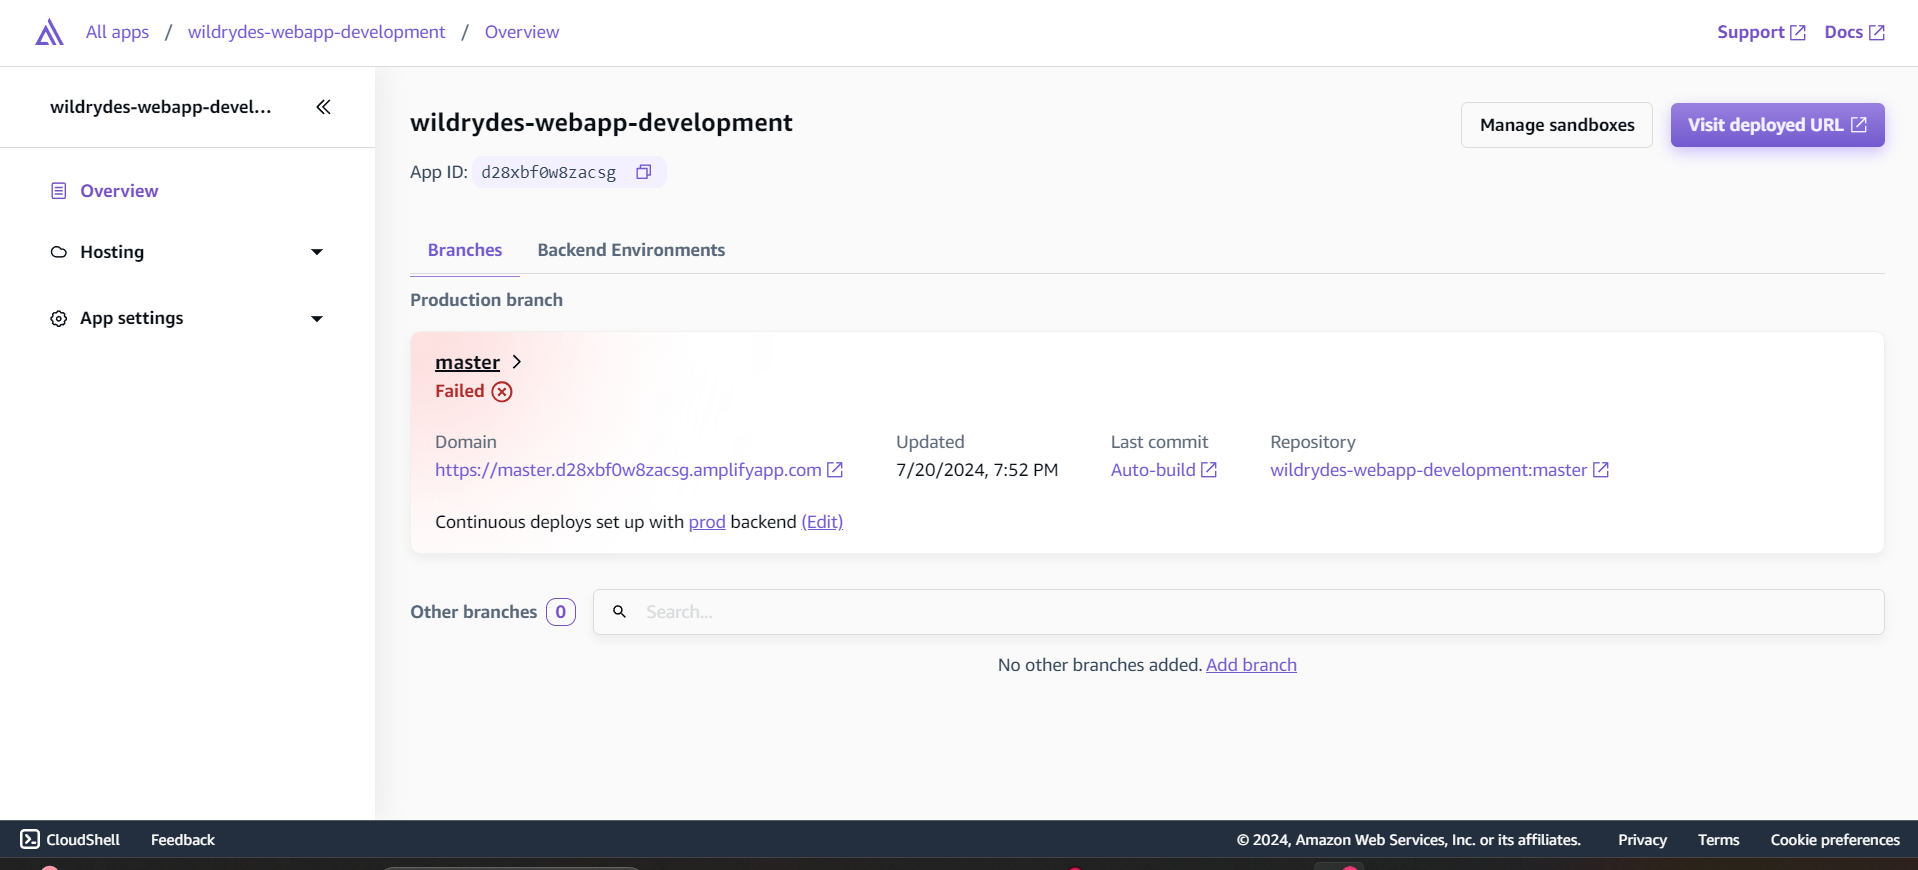 All apps / wildrydes-webapp-development / Overview
Support
Docs
wildrydes-webapp-devel...
Overview
Hosting
App settings
wildrydes-webapp-development
Manage sandboxes
Visit deployed URL
App ID: d28xbf0w8zacsg
Branches
Backend Environments
Production branch
master
Failed
Domain
https://master.d28xbf0w8zacsg.amplifyapp.com
Updated
7/20/2024, 7:52 PM
Last commit
Auto-build
Repository
wildrydes-webapp-development:master
Continuous deploys set up with prod backend (Edit)
Other branches 0
Search...
No other branches added. Add branch
CloudShell
Feedback
© 2024, Amazon Web Services, Inc. or its affiliates.
Privacy
Terms
Cookie preferences